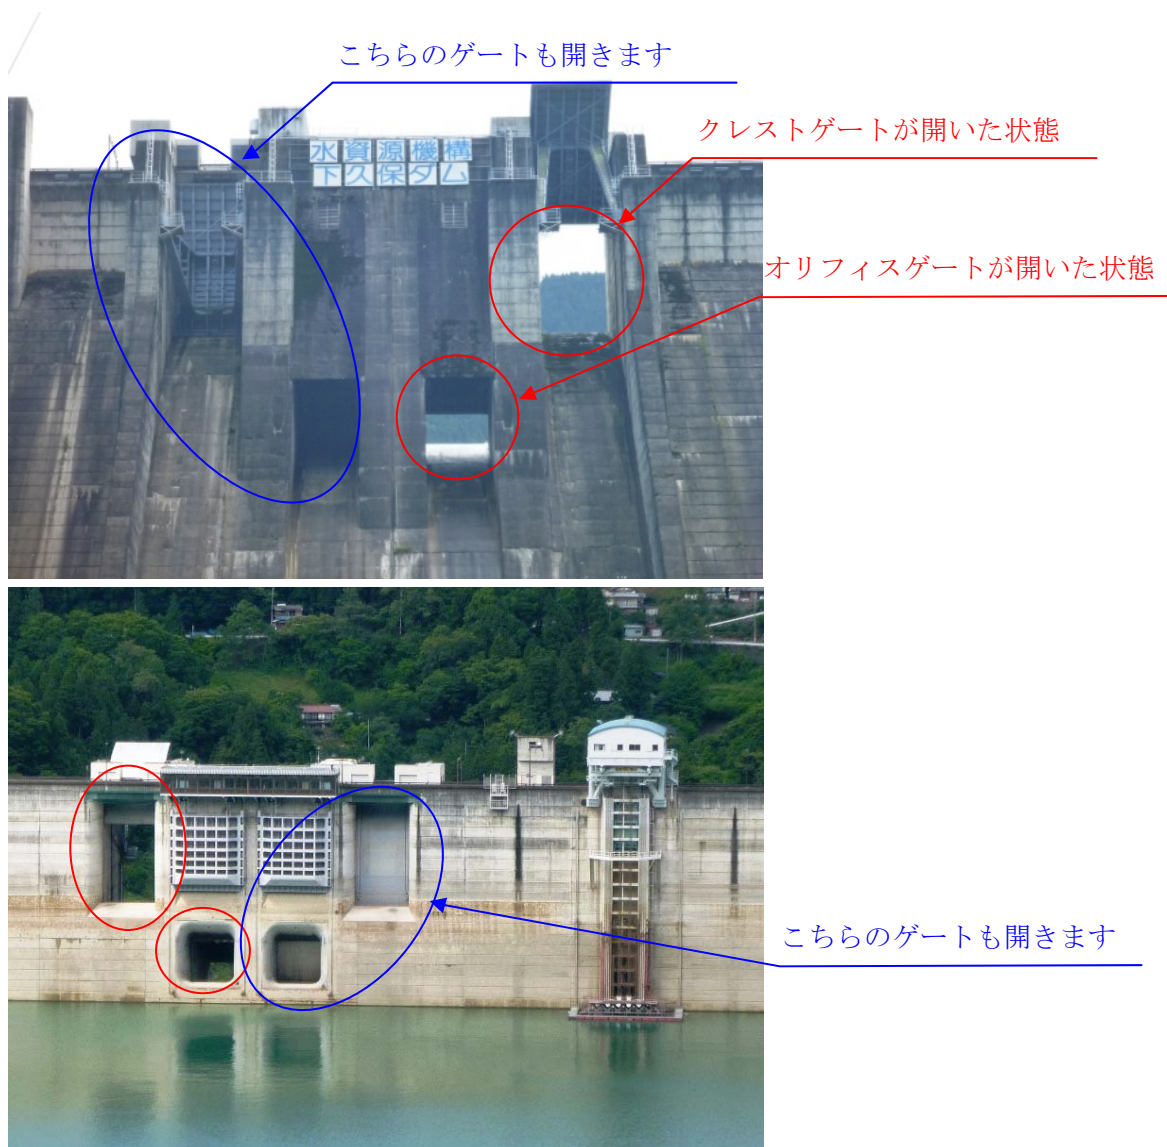 こちらのゲートも開きます
クレストゲートが開いた状態
水資源機構
下久保ダム
オリフィスゲートが開いた状態
こちらのゲートも開きます